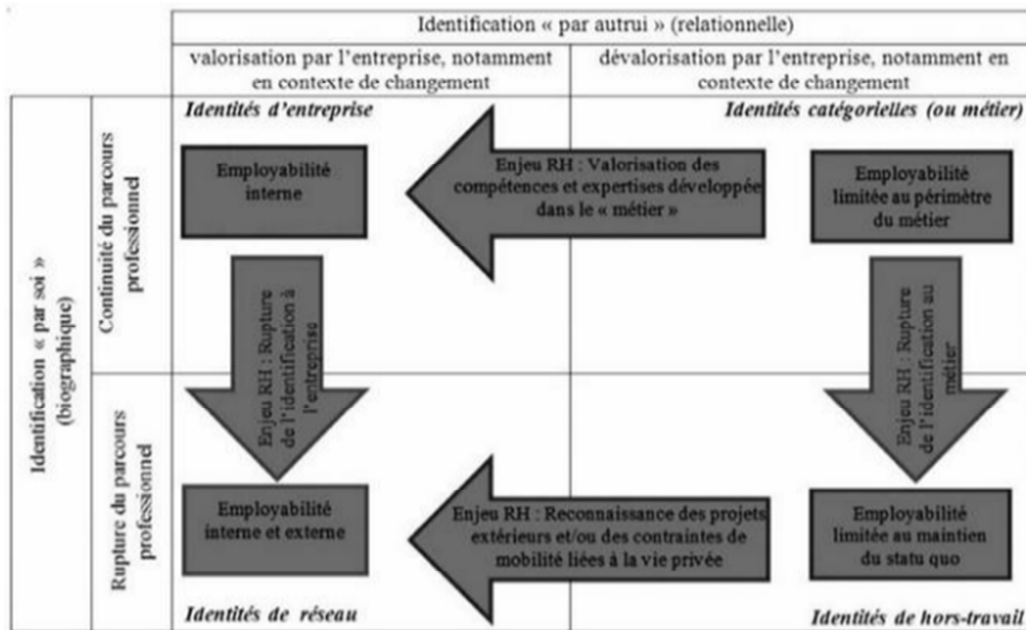 Identification « par autrui » (relationnelle)
valorisation par l'entreprise, notamment
en contexte de changement
dévalorisation par l'entreprise, notamment en
contexte de changement
Identification « par soi »
(biographique)
Continuité du parcours
professionnel
Identités d'entreprise
Employabilité
interne
Enjeu RH : Valorisation des
compétences et expertises développée
dans le « métier »
Identités catégorielles (ou métier)
Employabilité
limitée au périmètre
du métier
Enjeu RH : Rupture
de l'identification à
l'entreprise
Enjeu RH : Rupture
de l'identification au
métier
Rupture du parcours
professionnel
Employabilité
interne et externe
Enjeu RH : Reconnaissance des projets
extérieurs et/ou des contraintes de
mobilité liées à la vie privée
Employabilité
limitée au maintien
du statu quo
Identités de réseau
Identités de hors-travail